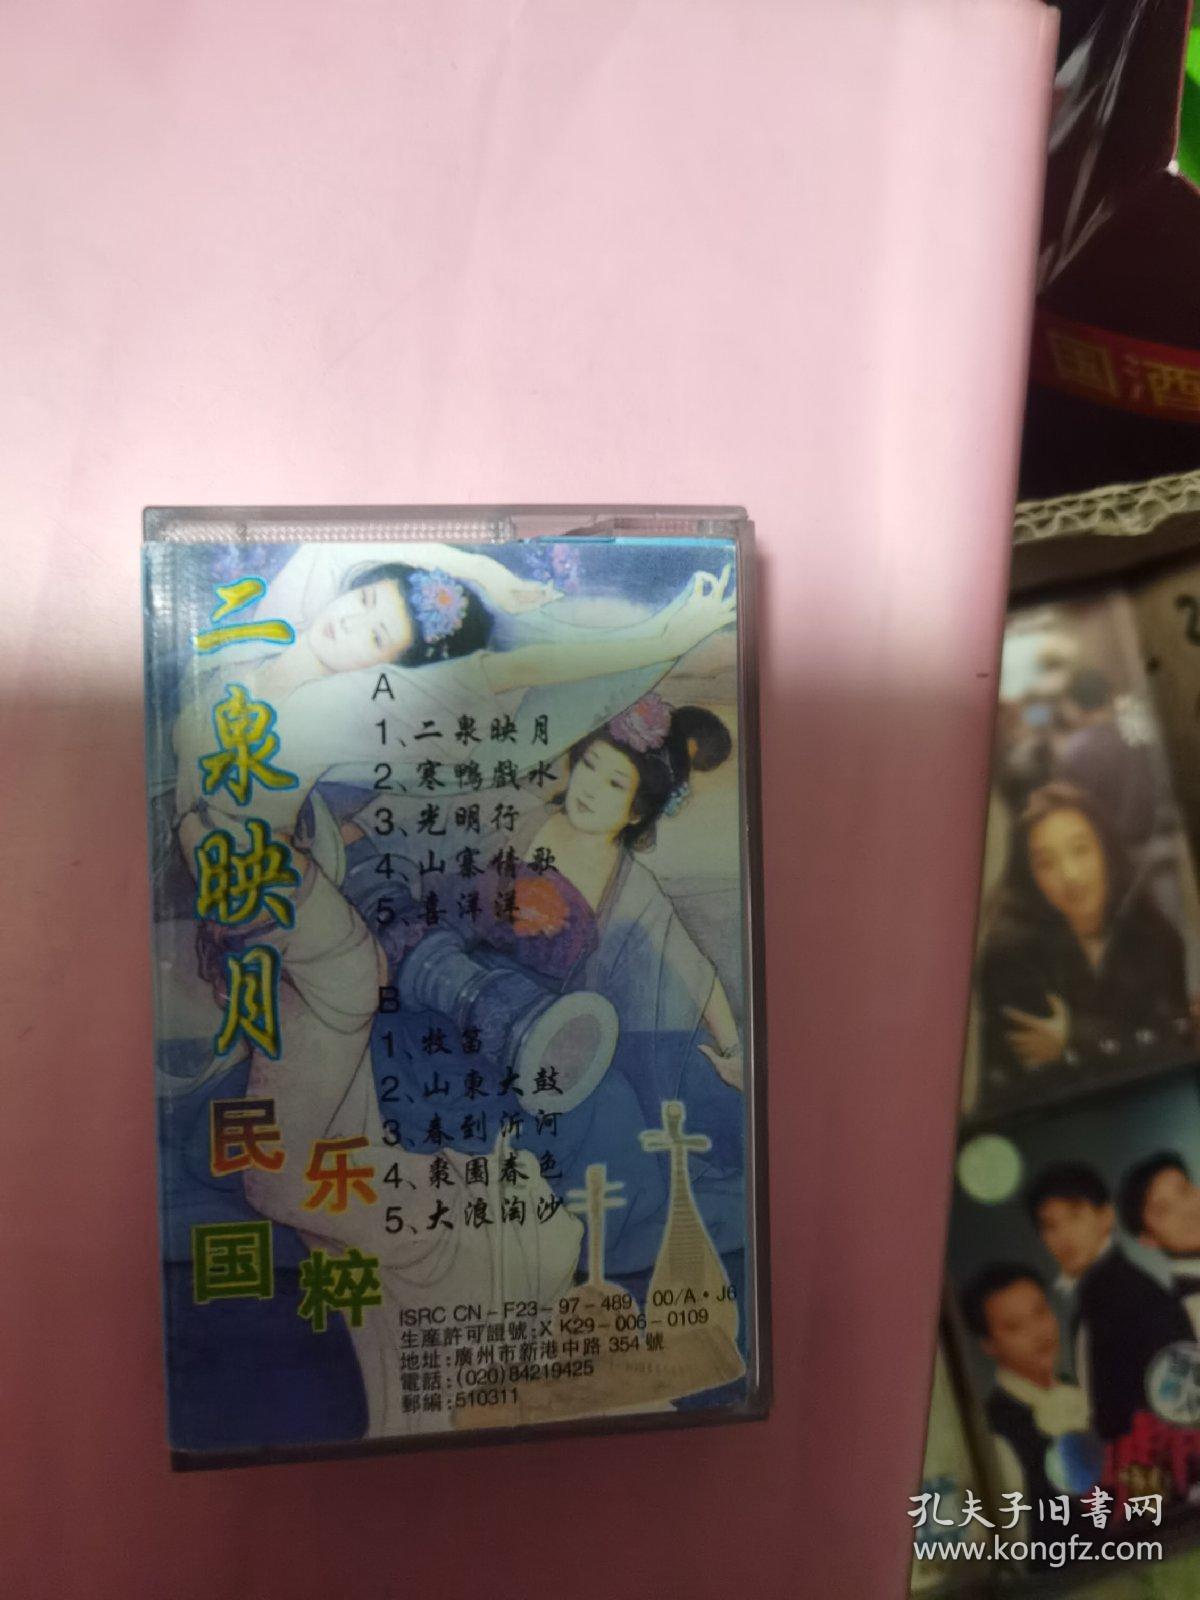 二泉映月
民乐
国粹
A
1、二泉映月
2、寒鴨戲水
3、光明行
4、山寨情歌
5、喜洋洋
B
1、牧笛
2、山東大鼓
3、春到沂河
4、棗園春色
5、大浪淘沙
ISRC CN-F23-97-489-00/A·J6
生産許可證號:X K29-006-0109
地址:廣州市新港中路 354 號
電話:(020)84219425
郵編:510311
国酒
孔夫子旧书网
www.kongfz.com